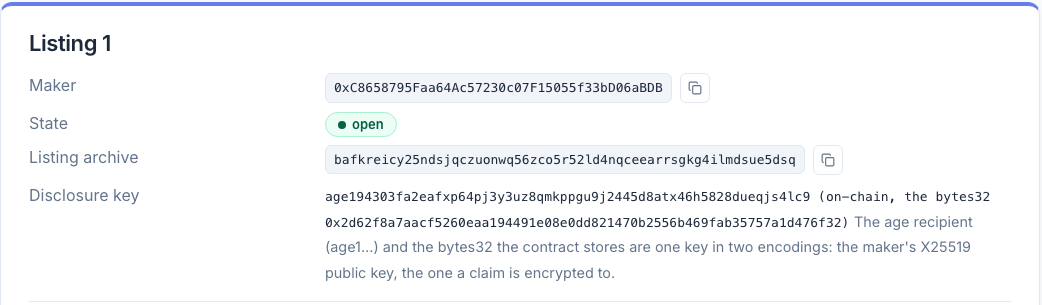 Listing 1
Maker
0xC8658795Faa64Ac57230c07F15055f33bD06aBDB
State
open
Listing archive
bafkreicy25ndsjqczuonwq56zco5r52ld4nqceearrsgkg4ilmdsue5dsq
Disclosure key
age194303fa2eafxp64pj3y3uz8qmkppgu9j2445d8atx46h5828dueqjs4lc9 (on-chain, the bytes32
0x2d62f8a7aacf5260eaa194491e08e0dd821470b2556b469fab35757a1d476f32) The age recipient
(age1...) and the bytes32 the contract stores are one key in two encodings: the maker's X25519
public key, the one a claim is encrypted to.